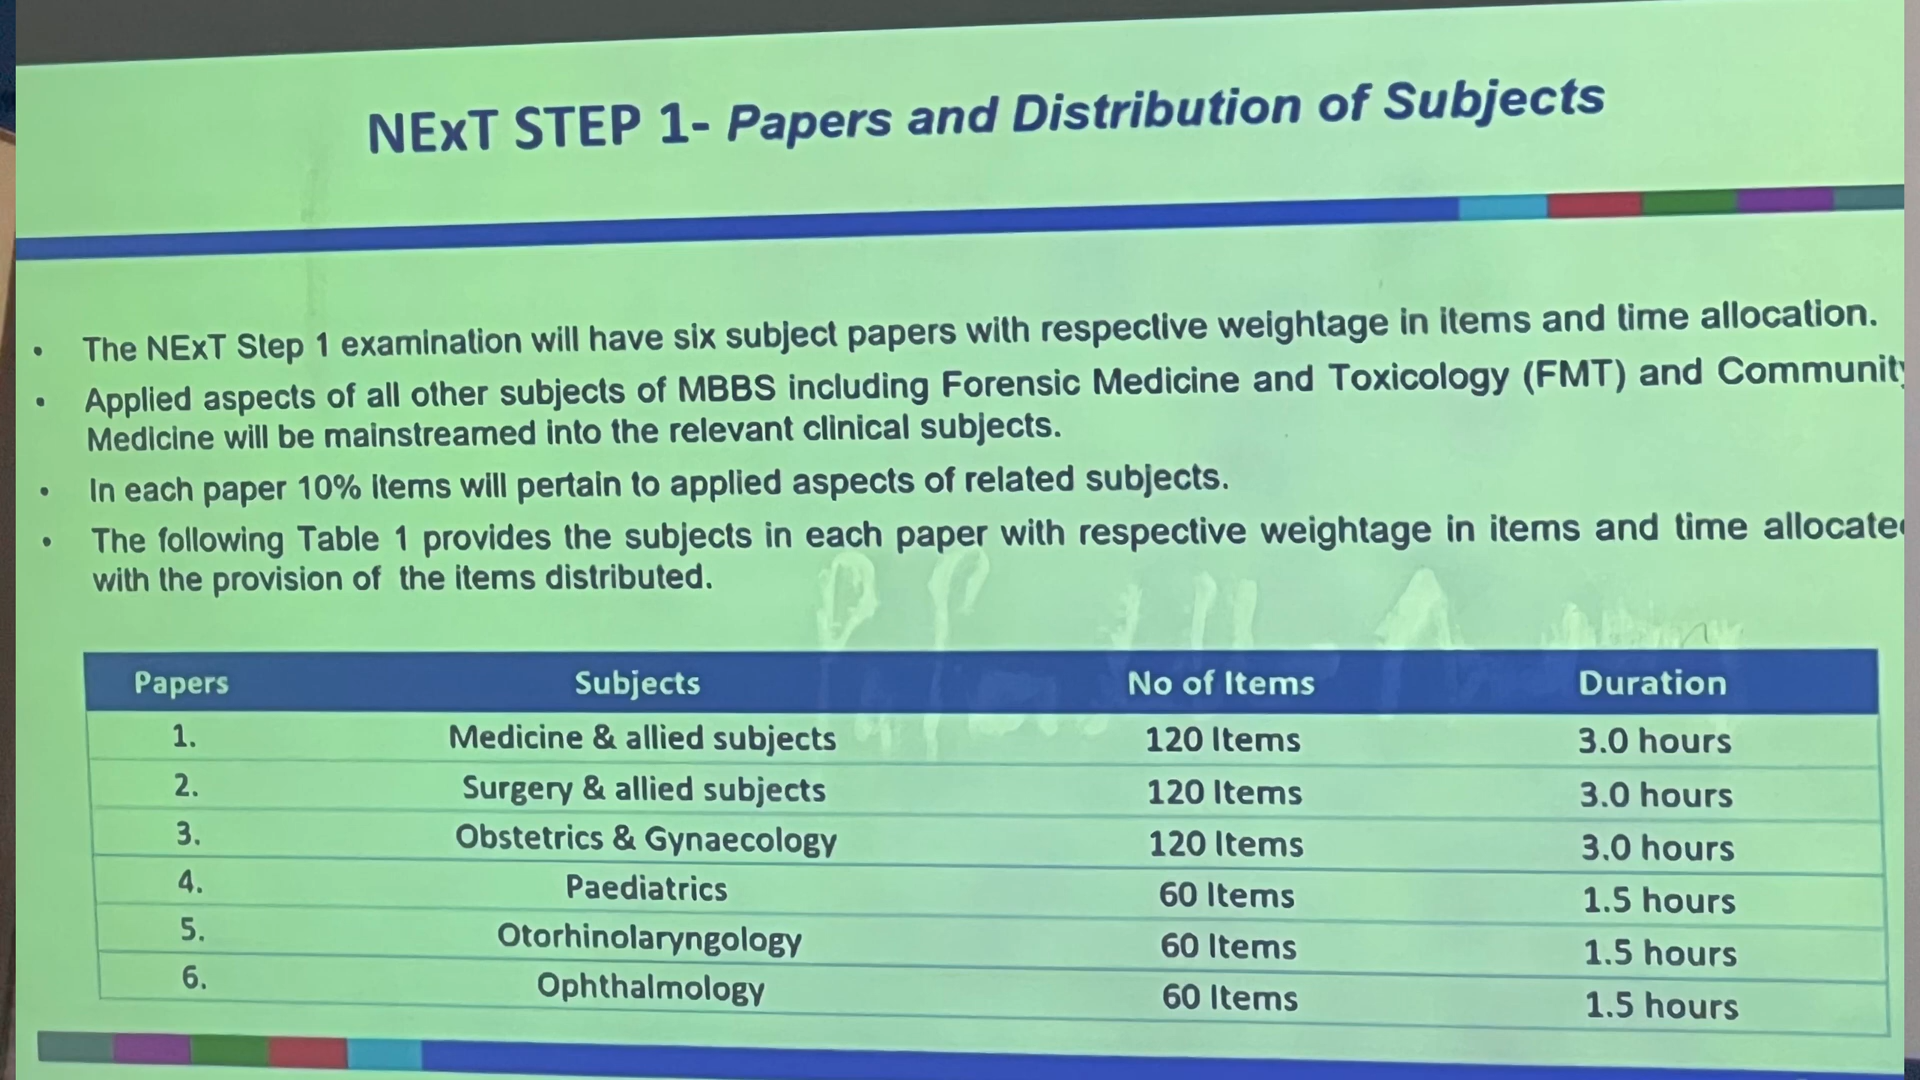 NExT STEP 1- Papers and Distribution of Subjects
• The NExT Step 1 examination will have six subject papers with respective weightage in items and time allocation.
• Applied aspects of all other subjects of MBBS including Forensic Medicine and Toxicology (FMT) and Community
Medicine will be mainstreamed into the relevant clinical subjects.
• In each paper 10% items will pertain to applied aspects of related subjects.
• The following Table 1 provides the subjects in each paper with respective weightage in items and time allocated
with the provision of the items distributed.
Papers Subjects No of Items Duration
1. Medicine & allied subjects 120 Items 3.0 hours
2. Surgery & allied subjects 120 Items 3.0 hours
3. Obstetrics & Gynaecology 120 Items 3.0 hours
4. Paediatrics 60 Items 1.5 hours
5. Otorhinolaryngology 60 Items 1.5 hours
6. Ophthalmology 60 Items 1.5 hours